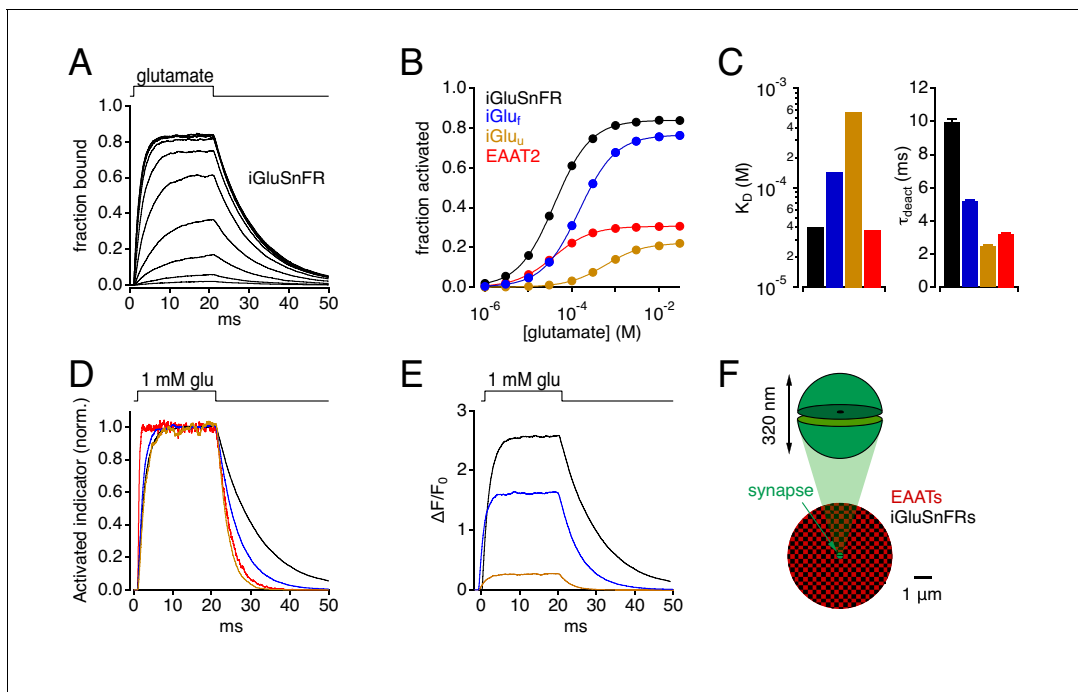 A
glutamate
fraction bound
1.0
0.8
0.6
0.4
0.2
0.0
iGluSnFR
0 10 20 30 40 50
ms
B
fraction activated
1.0
0.8
0.6
0.4
0.2
0.0
iGluSnFR
iGlu_f
iGlu_u
EAAT2
10^-6 10^-4 10^-2
[glutamate] (M)
C
K_D (M)
10^-3
6
4
2
10^-4
6
4
2
10^-5
τ_deact (ms)
12
10
8
6
4
2
0
D
1 mM glu
Activated indicator (norm.)
1.0
0.8
0.6
0.4
0.2
0.0
0 10 20 30 40 50
ms
E
1 mM glu
ΔF/F_0
3
2
1
0
0 10 20 30 40 50
ms
F
320 nm
synapse
EAATs
iGluSnFRs
1 µm